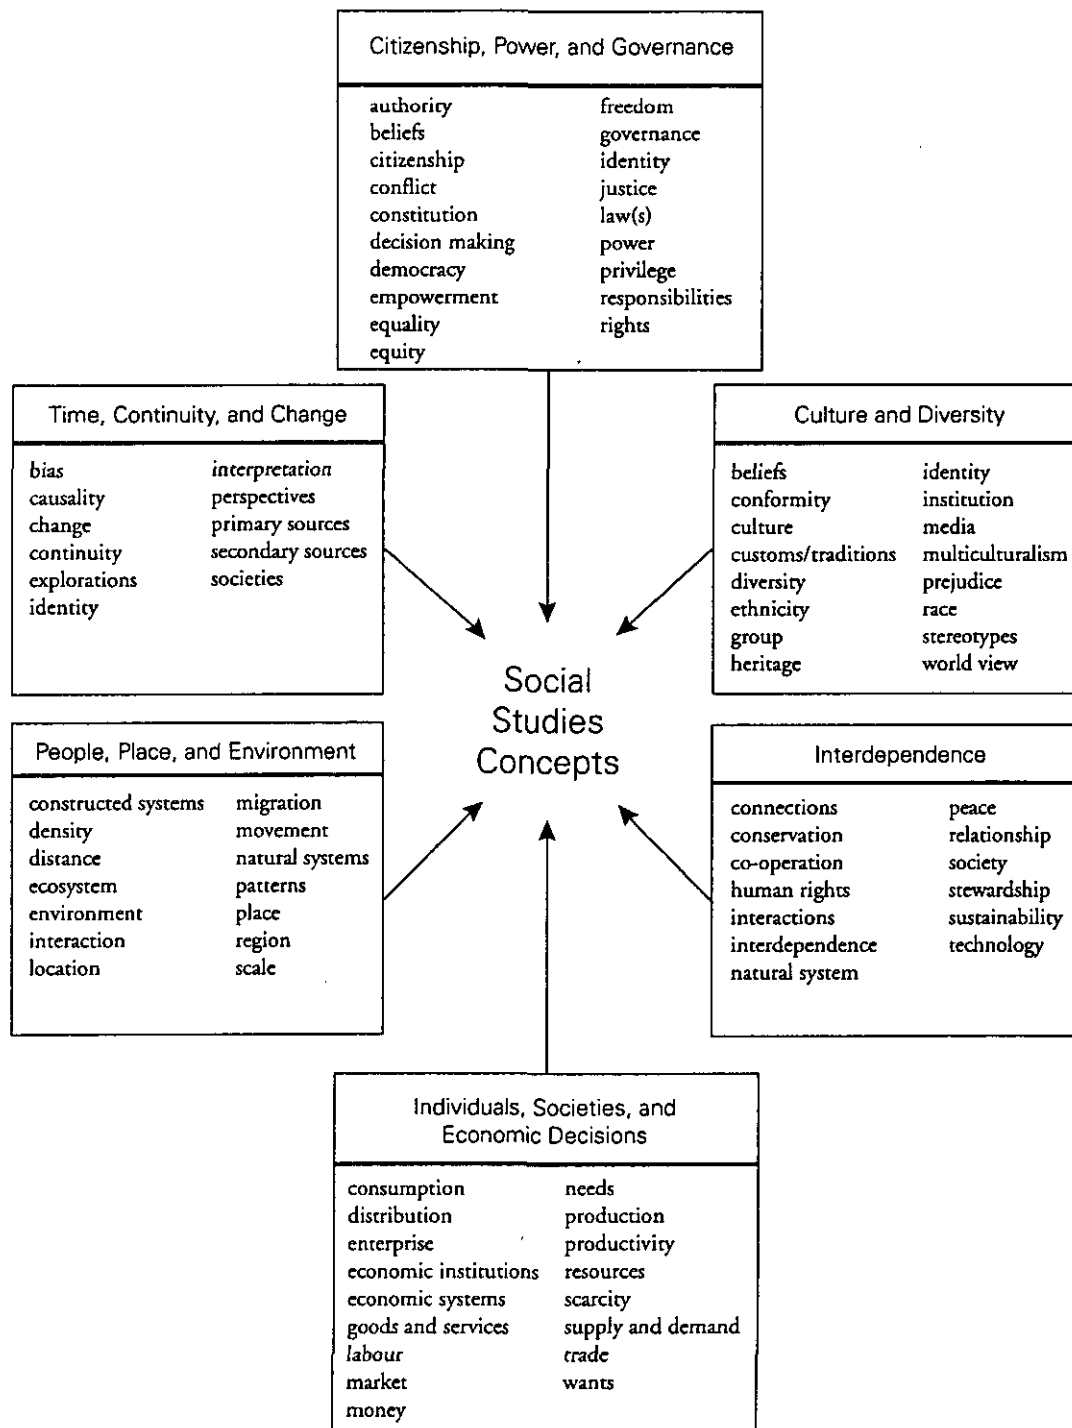 Citizenship, Power, and Governance
authority
beliefs
citizenship
conflict
constitution
decision making
democracy
empowerment
equality
equity
freedom
governance
identity
justice
law(s)
power
privilege
responsibilities
rights
Time, Continuity, and Change
bias
causality
change
continuity
explorations
identity
interpretation
perspectives
primary sources
secondary sources
societies
Culture and Diversity
beliefs
conformity
culture
customs/traditions
diversity
ethnicity
group
heritage
identity
institution
media
multiculturalism
prejudice
race
stereotypes
world view
Social
Studies
Concepts
People, Place, and Environment
constructed systems
density
distance
ecosystem
environment
interaction
location
migration
movement
natural systems
patterns
place
region
scale
Interdependence
connections
conservation
co-operation
human rights
interactions
interdependence
natural system
peace
relationship
society
stewardship
sustainability
technology
Individuals, Societies, and
Economic Decisions
consumption
distribution
enterprise
economic institutions
economic systems
goods and services
labour
market
money
needs
production
productivity
resources
scarcity
supply and demand
trade
wants